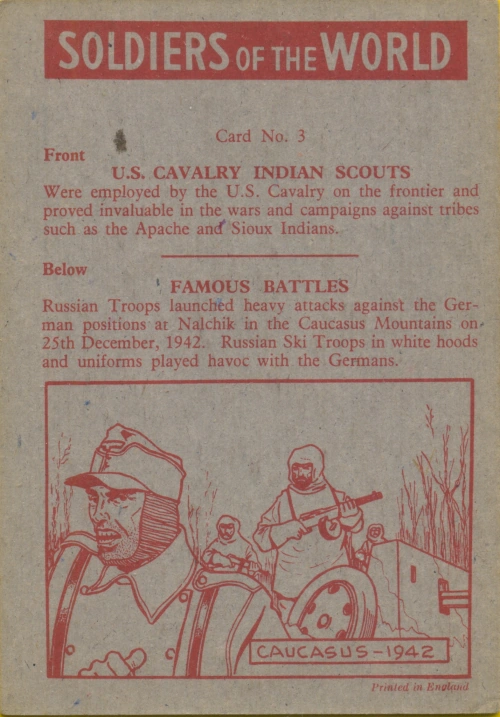 SOLDIERS OF THE WORLD
Card No. 3
Front
U.S. CAVALRY INDIAN SCOUTS
Were employed by the U.S. Cavalry on the frontier and
proved invaluable in the wars and campaigns against tribes
such as the Apache and Sioux Indians.
Below
FAMOUS BATTLES
Russian Troops launched heavy attacks against the Ger-
man positions at Nalchik in the Caucasus Mountains on
25th December, 1942. Russian Ski Troops in white hoods
and uniforms played havoc with the Germans.
CAUCASUS-1942
Printed in England